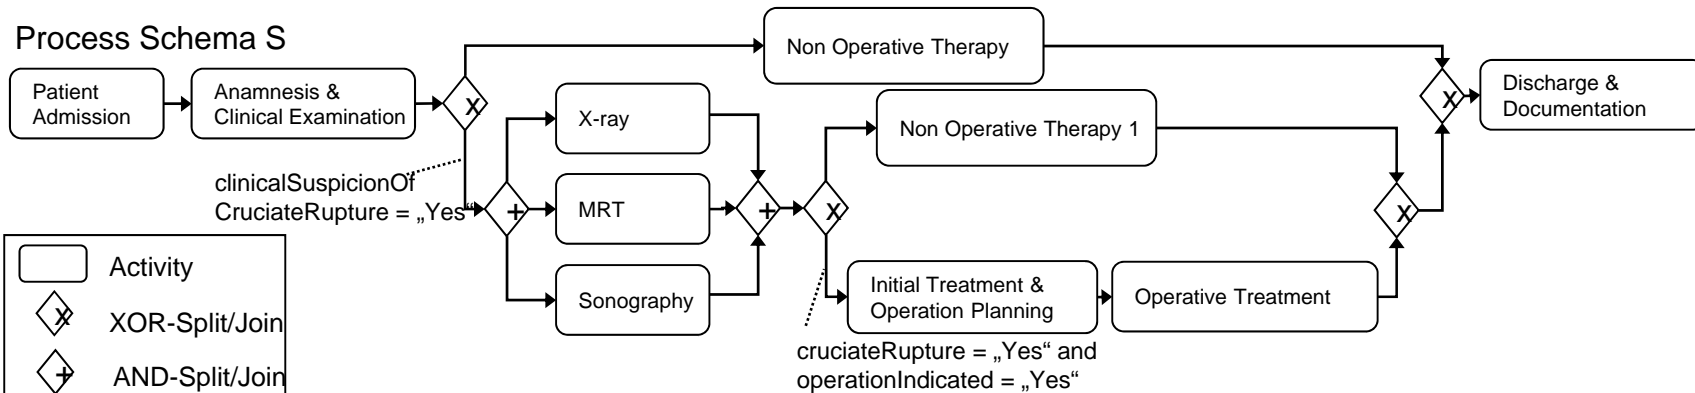 Process Schema S
Patient
Admission
Anamnesis &
Clinical Examination
x
Non Operative Therapy
clinicalSuspicionOf
CruciateRupture = „Yes“
+
X-ray
MRT
Sonography
+
x
Non Operative Therapy 1
Initial Treatment &
Operation Planning
Operative Treatment
cruciateRupture = „Yes“ and
operationIndicated = „Yes“
x
x
Discharge &
Documentation
Activity
x
XOR-Split/Join
+
AND-Split/Join